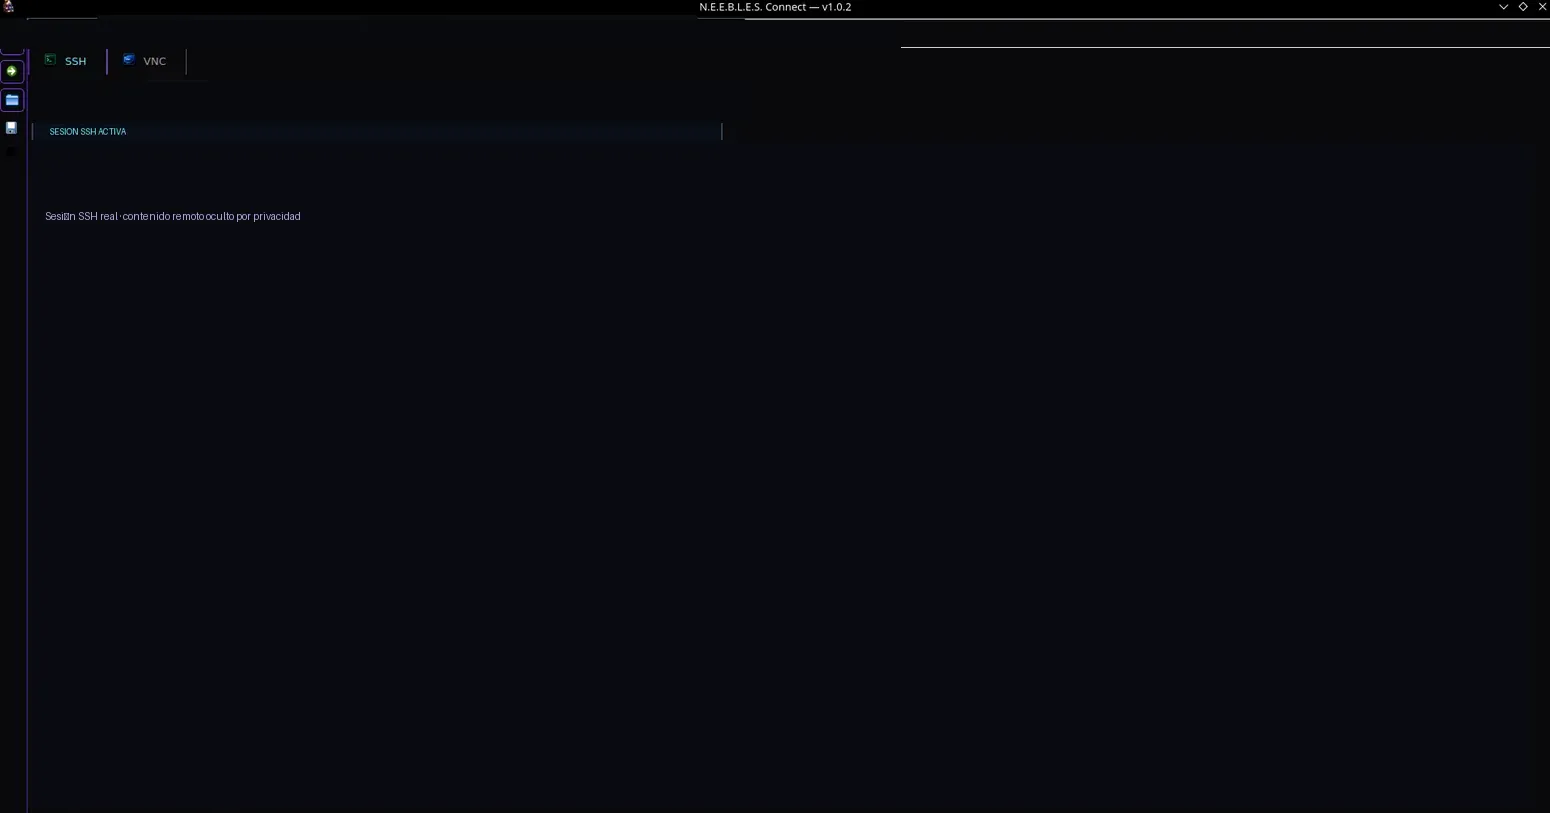 N.E.E.B.L.E.S. Connect — v1.0.2
SSH
VNC
SESION SSH ACTIVA
Sesi▯n SSH real · contenido remoto oculto por privacidad